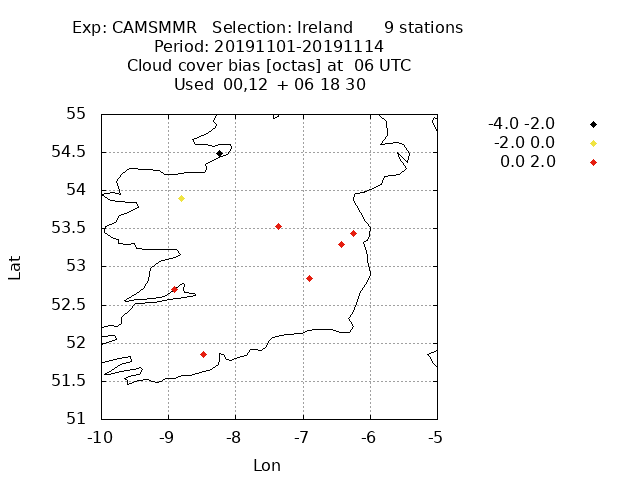 Exp: CAMSMMR Selection: Ireland 9 stations
Period: 20191101-20191114
Cloud cover bias [octas] at 06 UTC
Used 00,12 + 06 18 30
-4.0 -2.0
-2.0 0.0
0.0 2.0
55
54.5
54
53.5
53
52.5
52
51.5
51
Lat
-10 -9 -8 -7 -6 -5
Lon